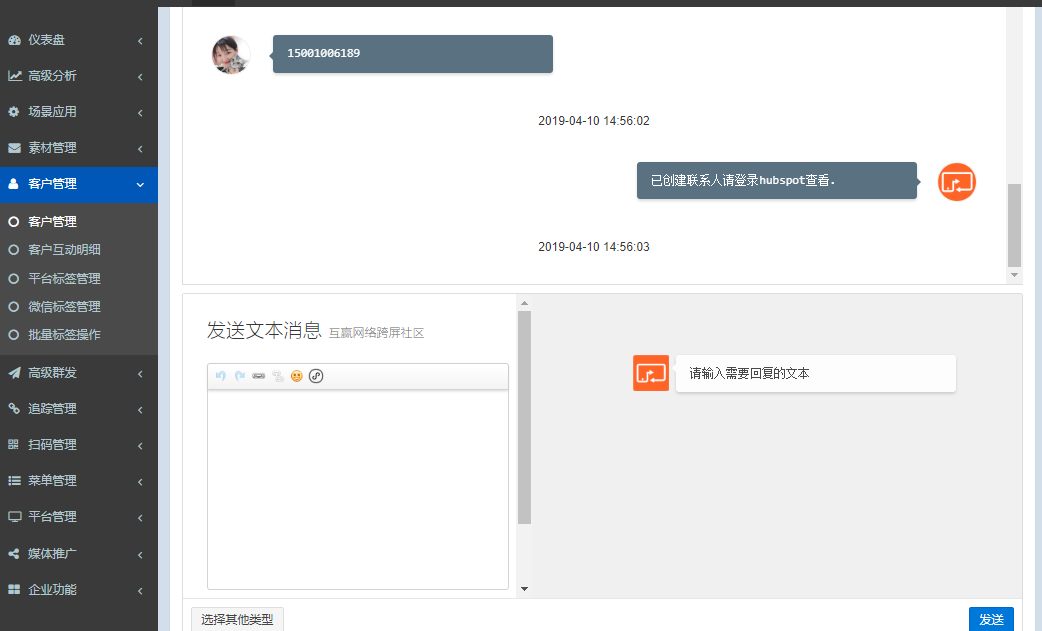 仪表盘
高级分析
场景应用
素材管理
客户管理
客户管理
客户互动明细
平台标签管理
微信标签管理
批量标签操作
高级群发
追踪管理
扫码管理
菜单管理
平台管理
媒体推广
企业功能
15001006189
2019-04-10 14:56:02
已创建联系人请登录hubspot查看.
2019-04-10 14:56:03
发送文本消息 互赢网络跨屏社区
请输入需要回复的文本
选择其他类型
发送